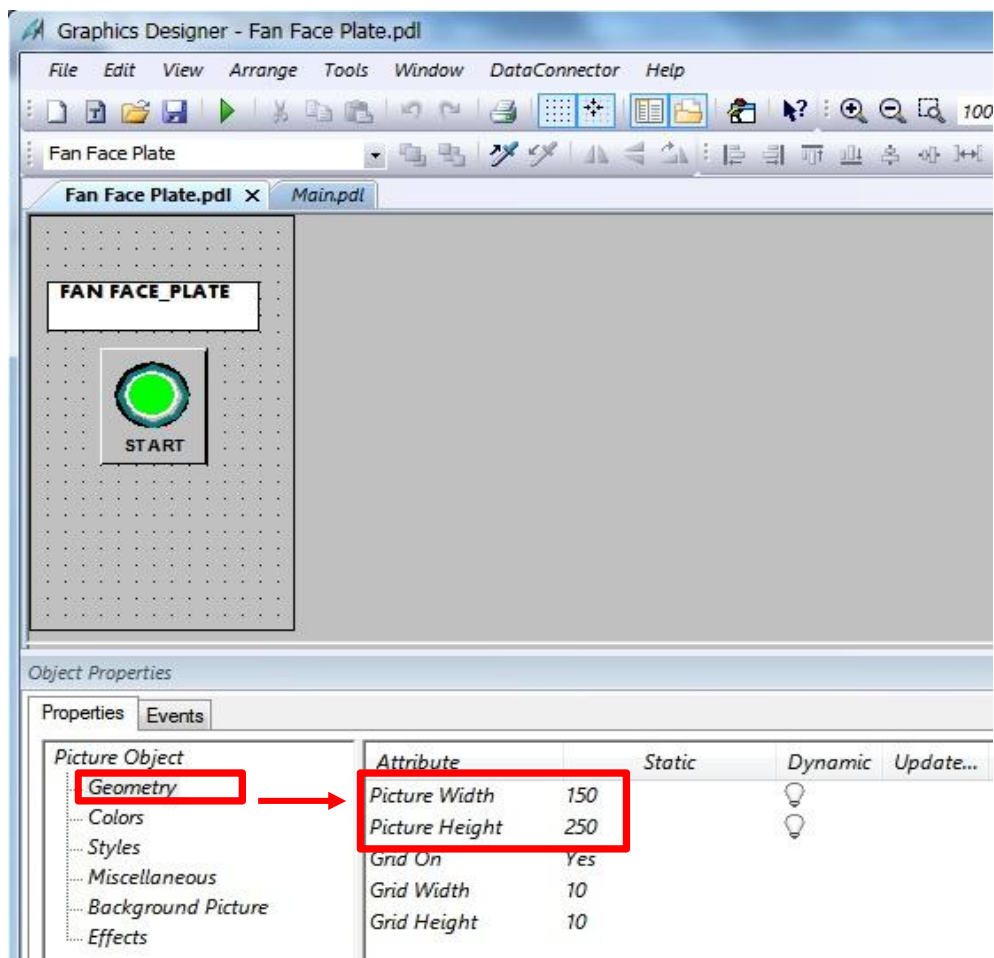 Graphics Designer - Fan Face Plate.pdl
File Edit View Arrange Tools Window DataConnector Help
100
Fan Face Plate
Fan Face Plate.pdl X Main.pdl
FAN FACE_PLATE
START
Object Properties
Properties Events
Picture Object
Attribute Static Dynamic Update...
Geometry
Picture Width 150
Colors
Picture Height 250
Styles
Grid On Yes
Miscellaneous
Grid Width 10
Background Picture
Grid Height 10
Effects